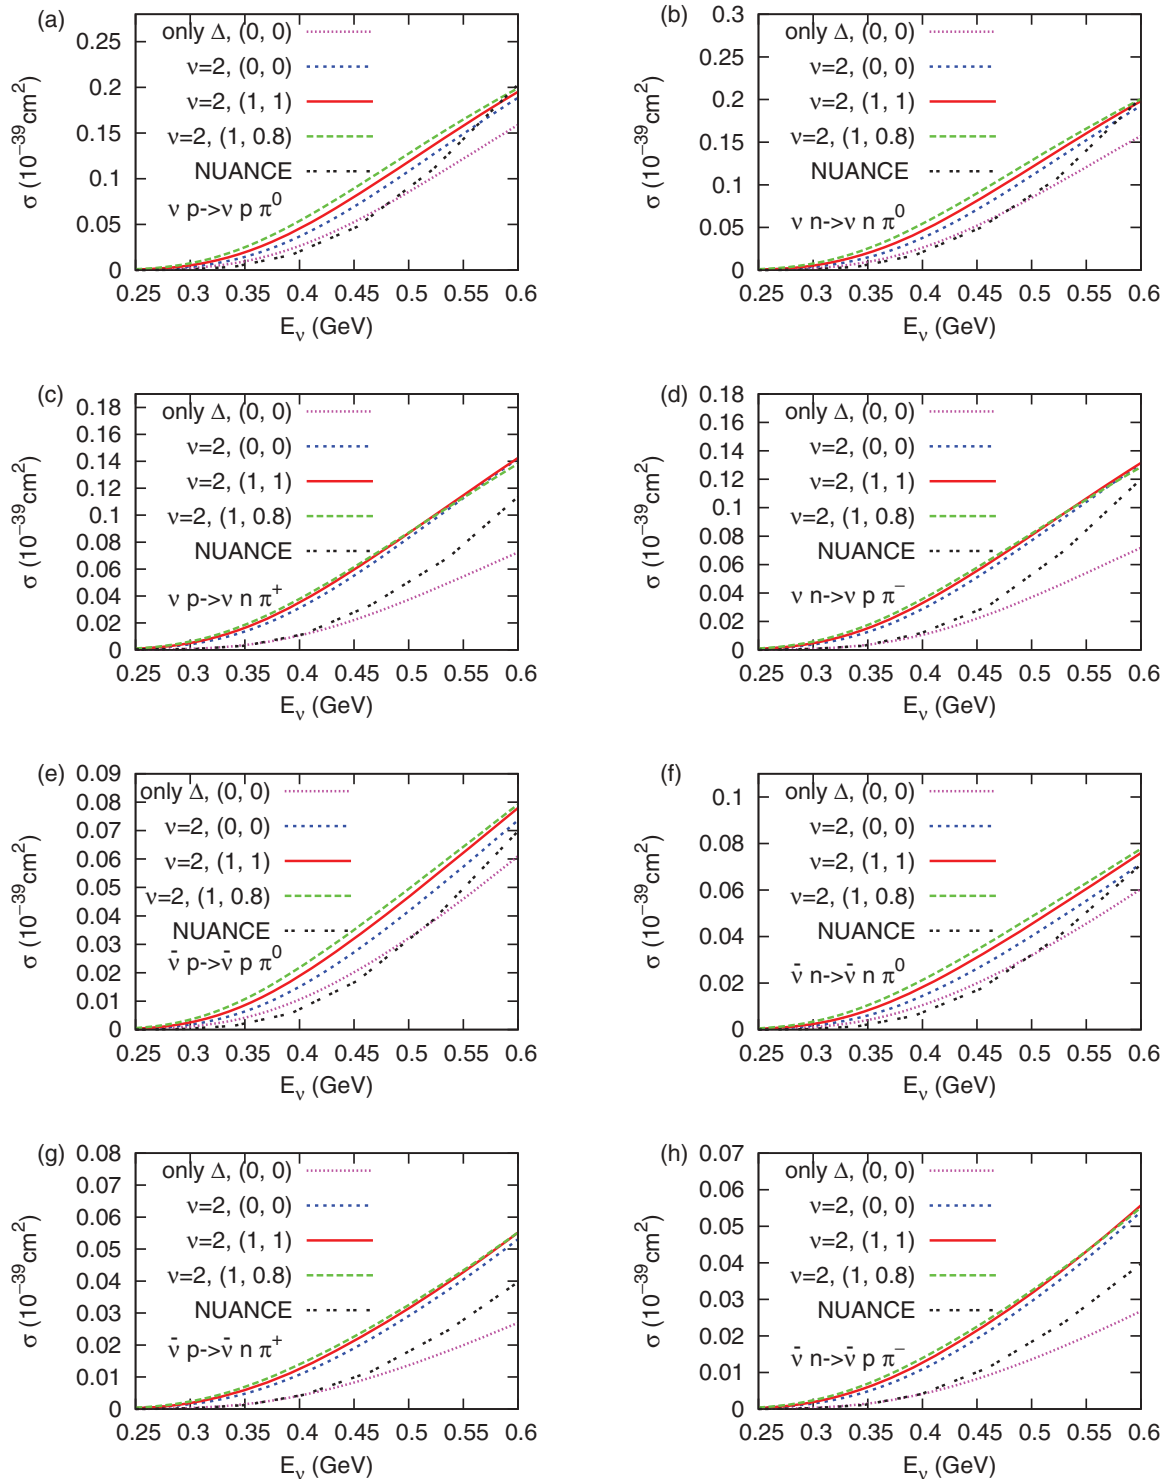 (a)
0.25
0.2
0.15
0.1
0.05
0
σ (10⁻³⁹cm²)
only Δ, (0, 0)
ν=2, (0, 0)
ν=2, (1, 1)
ν=2, (1, 0.8)
NUANCE
ν p->ν p π⁰
0.25 0.3 0.35 0.4 0.45 0.5 0.55 0.6
E_ν (GeV)
(b)
0.3
0.25
0.2
0.15
0.1
0.05
0
σ (10⁻³⁹cm²)
only Δ, (0, 0)
ν=2, (0, 0)
ν=2, (1, 1)
ν=2, (1, 0.8)
NUANCE
ν n->ν n π⁰
0.25 0.3 0.35 0.4 0.45 0.5 0.55 0.6
E_ν (GeV)
(c)
0.18
0.16
0.14
0.12
0.1
0.08
0.06
0.04
0.02
0
σ (10⁻³⁹cm²)
only Δ, (0, 0)
ν=2, (0, 0)
ν=2, (1, 1)
ν=2, (1, 0.8)
NUANCE
ν p->ν n π⁺
0.25 0.3 0.35 0.4 0.45 0.5 0.55 0.6
E_ν (GeV)
(d)
0.18
0.16
0.14
0.12
0.1
0.08
0.06
0.04
0.02
0
σ (10⁻³⁹cm²)
only Δ, (0, 0)
ν=2, (0, 0)
ν=2, (1, 1)
ν=2, (1, 0.8)
NUANCE
ν n->ν p π⁻
0.25 0.3 0.35 0.4 0.45 0.5 0.55 0.6
E_ν (GeV)
(e)
0.09
0.08
0.07
0.06
0.05
0.04
0.03
0.02
0.01
0
σ (10⁻³⁹cm²)
only Δ, (0, 0)
ν=2, (0, 0)
ν=2, (1, 1)
ν=2, (1, 0.8)
NUANCE
ν̄ p->ν̄ p π⁰
0.25 0.3 0.35 0.4 0.45 0.5 0.55 0.6
E_ν (GeV)
(f)
0.1
0.08
0.06
0.04
0.02
0
σ (10⁻³⁹cm²)
only Δ, (0, 0)
ν=2, (0, 0)
ν=2, (1, 1)
ν=2, (1, 0.8)
NUANCE
ν̄ n->ν̄ n π⁰
0.25 0.3 0.35 0.4 0.45 0.5 0.55 0.6
E_ν (GeV)
(g)
0.08
0.07
0.06
0.05
0.04
0.03
0.02
0.01
0
σ (10⁻³⁹cm²)
only Δ, (0, 0)
ν=2, (0, 0)
ν=2, (1, 1)
ν=2, (1, 0.8)
NUANCE
ν̄ p->ν̄ n π⁺
0.25 0.3 0.35 0.4 0.45 0.5 0.55 0.6
E_ν (GeV)
(h)
0.07
0.06
0.05
0.04
0.03
0.02
0.01
0
σ (10⁻³⁹cm²)
only Δ, (0, 0)
ν=2, (0, 0)
ν=2, (1, 1)
ν=2, (1, 0.8)
NUANCE
ν̄ n->ν̄ p π⁻
0.25 0.3 0.35 0.4 0.45 0.5 0.55 0.6
E_ν (GeV)